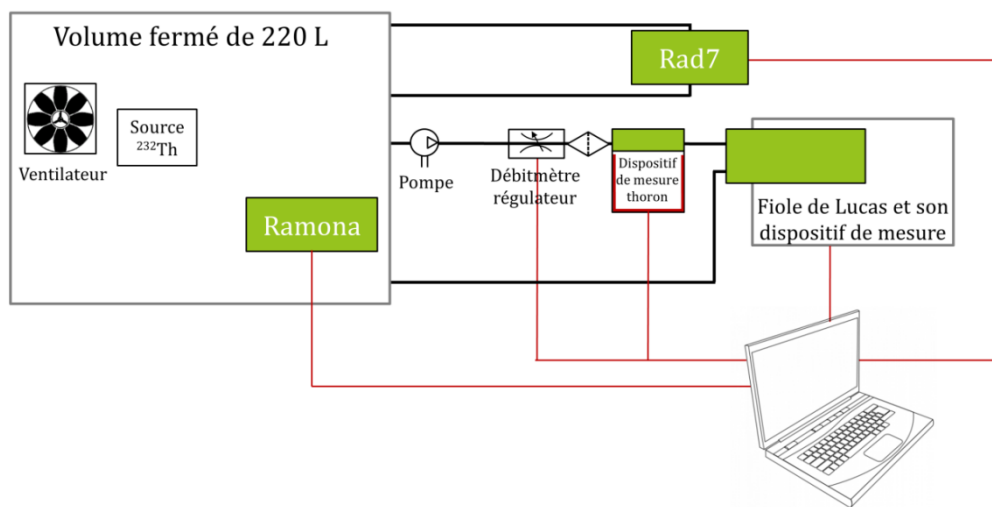 Volume fermé de 220 L
Rad7
Source
²³²Th
Ventilateur
Pompe
Débitmètre
régulateur
Dispositif
de mesure
thoron
Fiole de Lucas et son
dispositif de mesure
Ramona